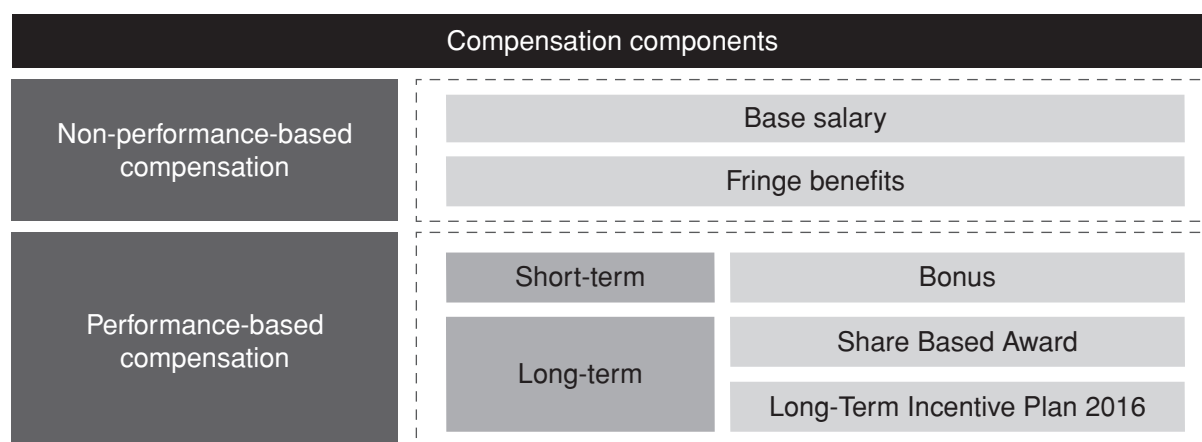 Compensation components
Non-performance-based
compensation
Base salary
Fringe benefits
Performance-based
compensation
Short-term
Bonus
Long-term
Share Based Award
Long-Term Incentive Plan 2016